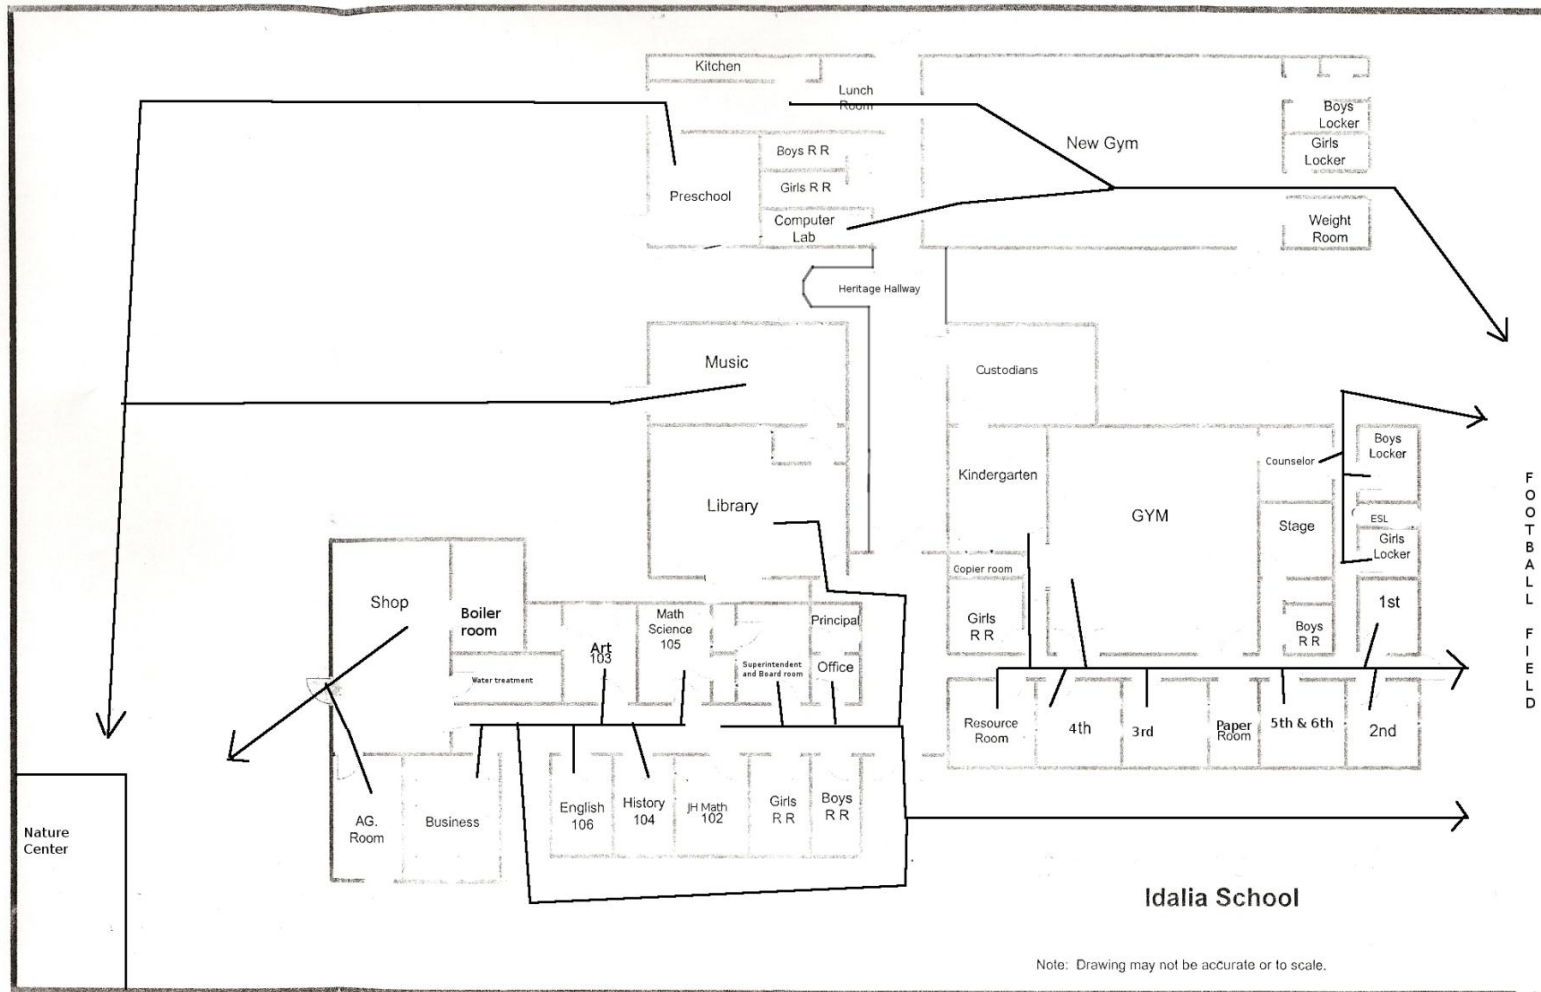 Kitchen
Lunch
Room
Boys
Locker
Girls
Locker
New Gym
Boys R R
Girls R R
Preschool
Computer
Lab
Weight
Room
Heritage Hallway
Music
Custodians
Boys
Locker
Counselor
Kindergarten
Library
GYM
Stage
ESL
Girls
Locker
Copier room
FOOTBALL FIELD
Shop
Boiler
room
Art
103
Math
Science
105
Principal
Girls
R R
Boys
R R
1st
Water treatment
Superintendent
and Board room
Office
Resource
Room
4th
3rd
Paper
Room
5th & 6th
2nd
Nature
Center
AG.
Room
Business
English
106
History
104
JH Math
102
Girls
R R
Boys
R R
Idalia School
Note: Drawing may not be accurate or to scale.